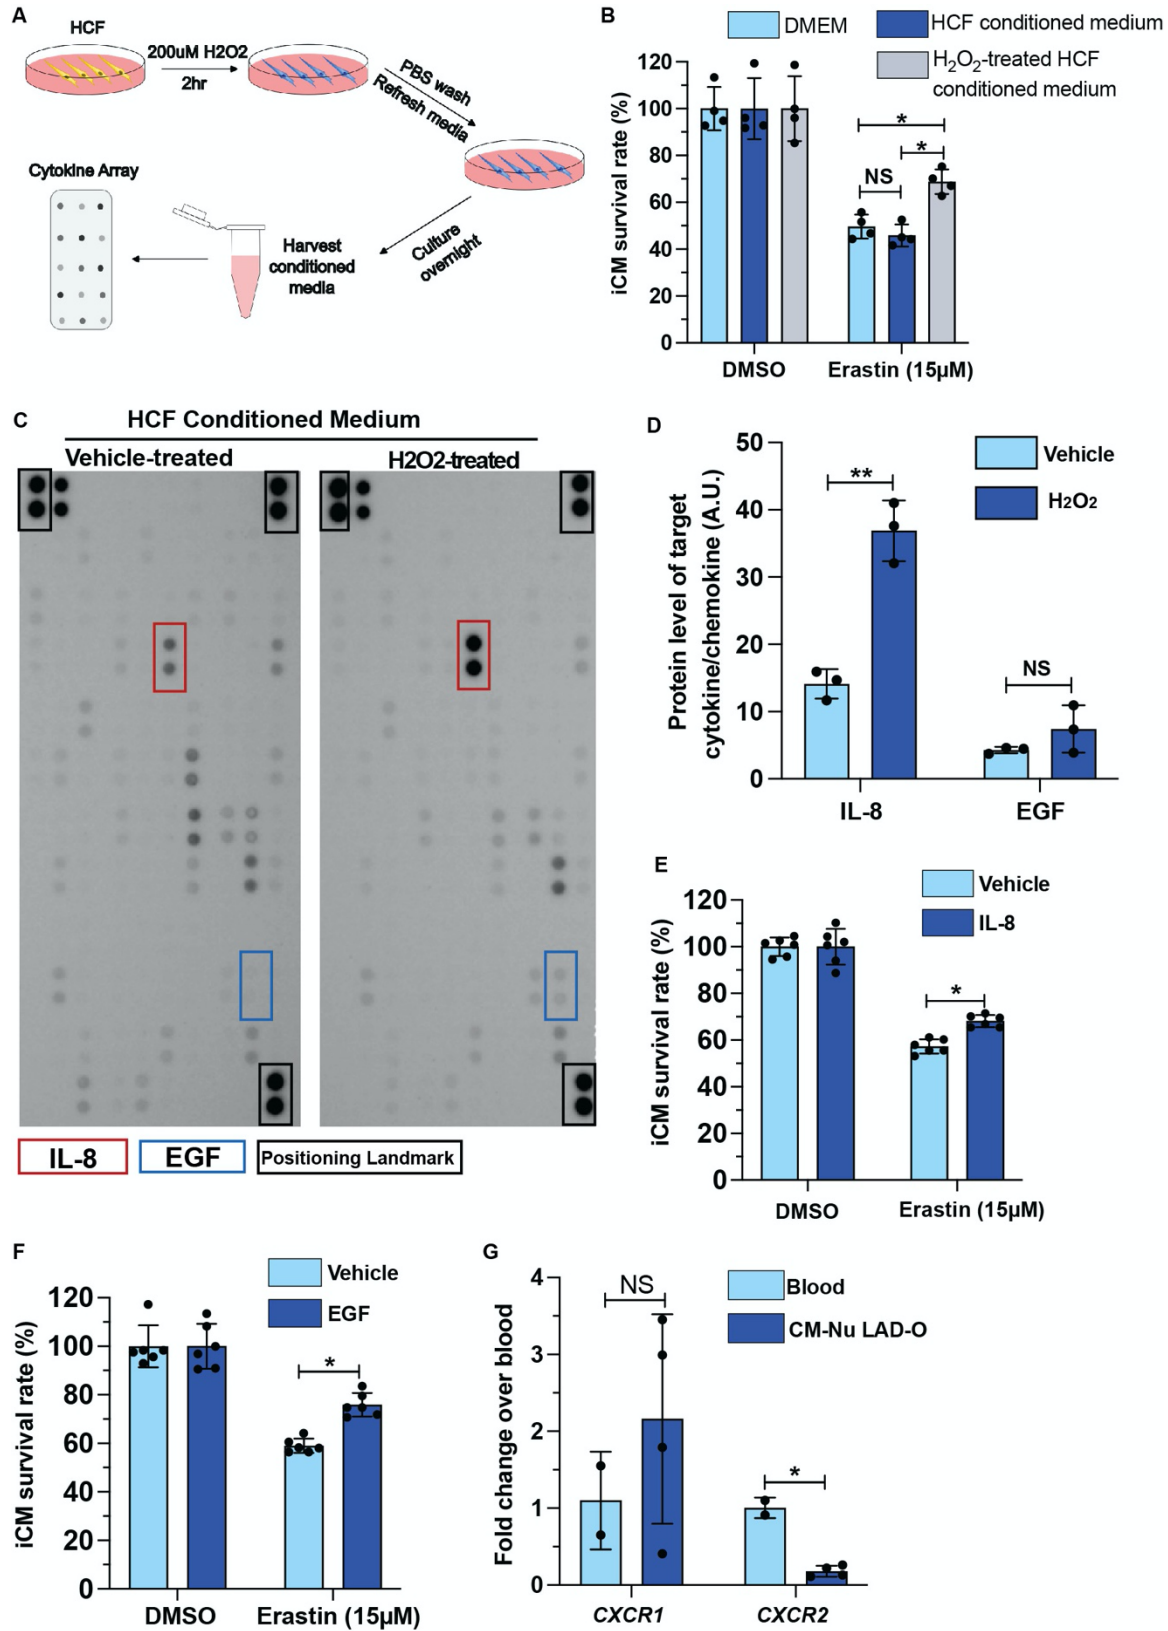 A
HCF
200uM H2O2
2hr
PBS wash
Refresh media
Culture
overnight
Harvest
conditioned
media
Cytokine Array
B
DMEM
HCF conditioned medium
H₂O₂-treated HCF
conditioned medium
iCM survival rate (%)
120
100
80
60
40
20
0
*
*
NS
DMSO
Erastin (15µM)
C
HCF Conditioned Medium
Vehicle-treated
H2O2-treated
IL-8
EGF
Positioning Landmark
D
Vehicle
H₂O₂
Protein level of target
cytokine/chemokine (A.U.)
50
40
30
20
10
0
**
NS
IL-8
EGF
E
Vehicle
IL-8
iCM survival rate (%)
120
100
80
60
40
20
0
*
DMSO
Erastin (15µM)
F
Vehicle
EGF
iCM survival rate (%)
120
100
80
60
40
20
0
*
DMSO
Erastin (15µM)
G
Blood
CM-Nu LAD-O
Fold change over blood
4
3
2
1
0
NS
*
CXCR1
CXCR2